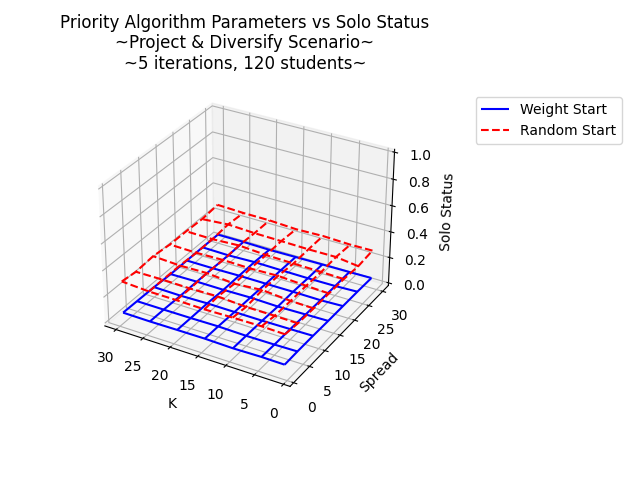 Priority Algorithm Parameters vs Solo Status
~Project & Diversify Scenario~
~5 iterations, 120 students~
Weight Start
Random Start
1.0
0.8
0.6
0.4
0.2
0.0
Solo Status
30
25
20
15
10
5
0
K
0
5
10
15
20
25
30
Spread